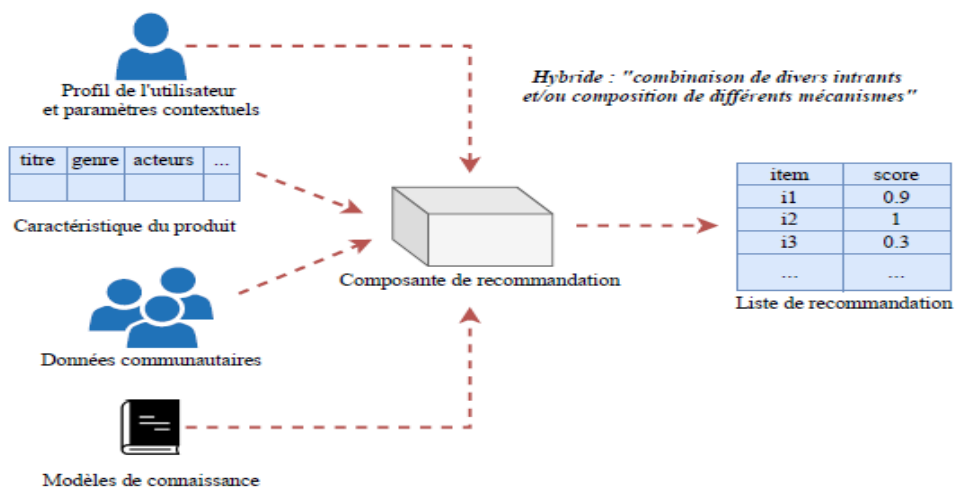 Profil de l'utilisateur
et paramètres contextuels
Hybride : "combinaison de divers intrants
et/ou composition de différents mécanismes"
titre genre acteurs ...
Caractéristique du produit
Composante de recommandation
item score
i1 0.9
i2 1
i3 0.3
... ...
Liste de recommandation
Données communautaires
Modèles de connaissance